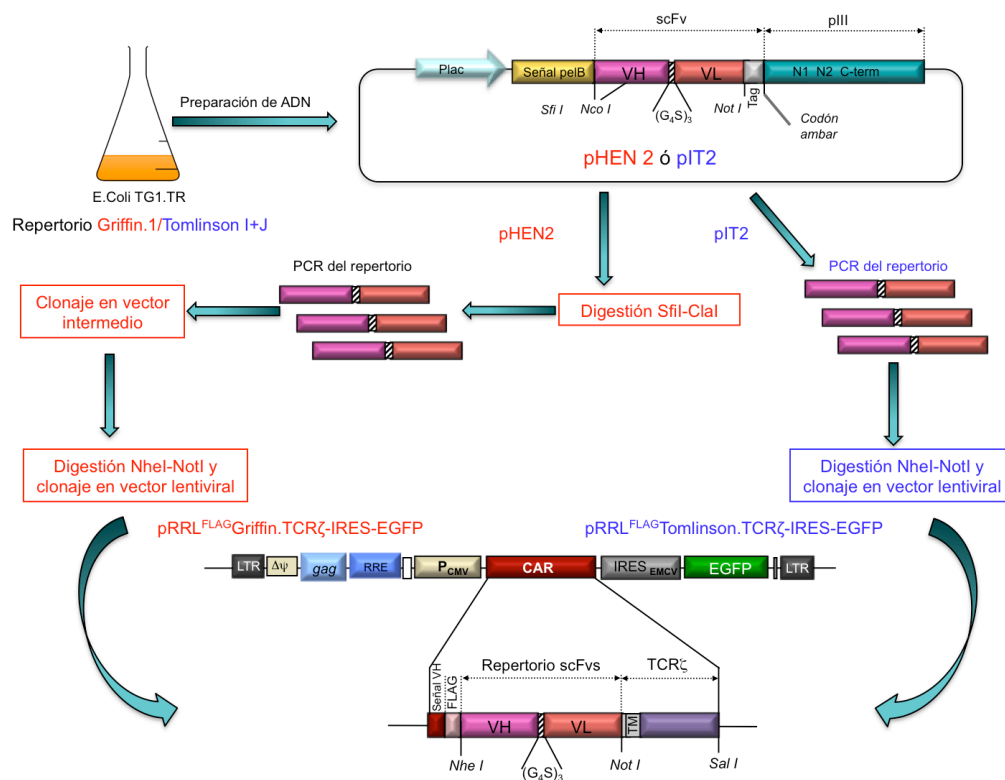 scFv
pIII
Plac
Señal pelB
VH
VL
Tag
N1 N2 C-term
Preparación de ADN
Sfi I
Nco I
(G₄S)₃
Not I
Codón
ambar
pHEN 2 ó pIT2
E.Coli TG1.TR
Repertorio Griffin.1/Tomlinson I+J
pHEN2
pIT2
PCR del repertorio
PCR del repertorio
Clonaje en vector
intermedio
Digestión SfiI-ClaI
Digestión NheI-NotI y
clonaje en vector lentiviral
Digestión NheI-NotI y
clonaje en vector lentiviral
pRRLᶠᴸᴬᴳGriffin.TCRζ-IRES-EGFP
pRRLᶠᴸᴬᴳTomlinson.TCRζ-IRES-EGFP
LTR
Δψ
gag
RRE
PCMV
CAR
IRES EMCV
EGFP
LTR
Señal VH
FLAG
Repertorio scFvs
TCRζ
VH
VL
TM
Nhe I
(G₄S)₃
Not I
Sal I